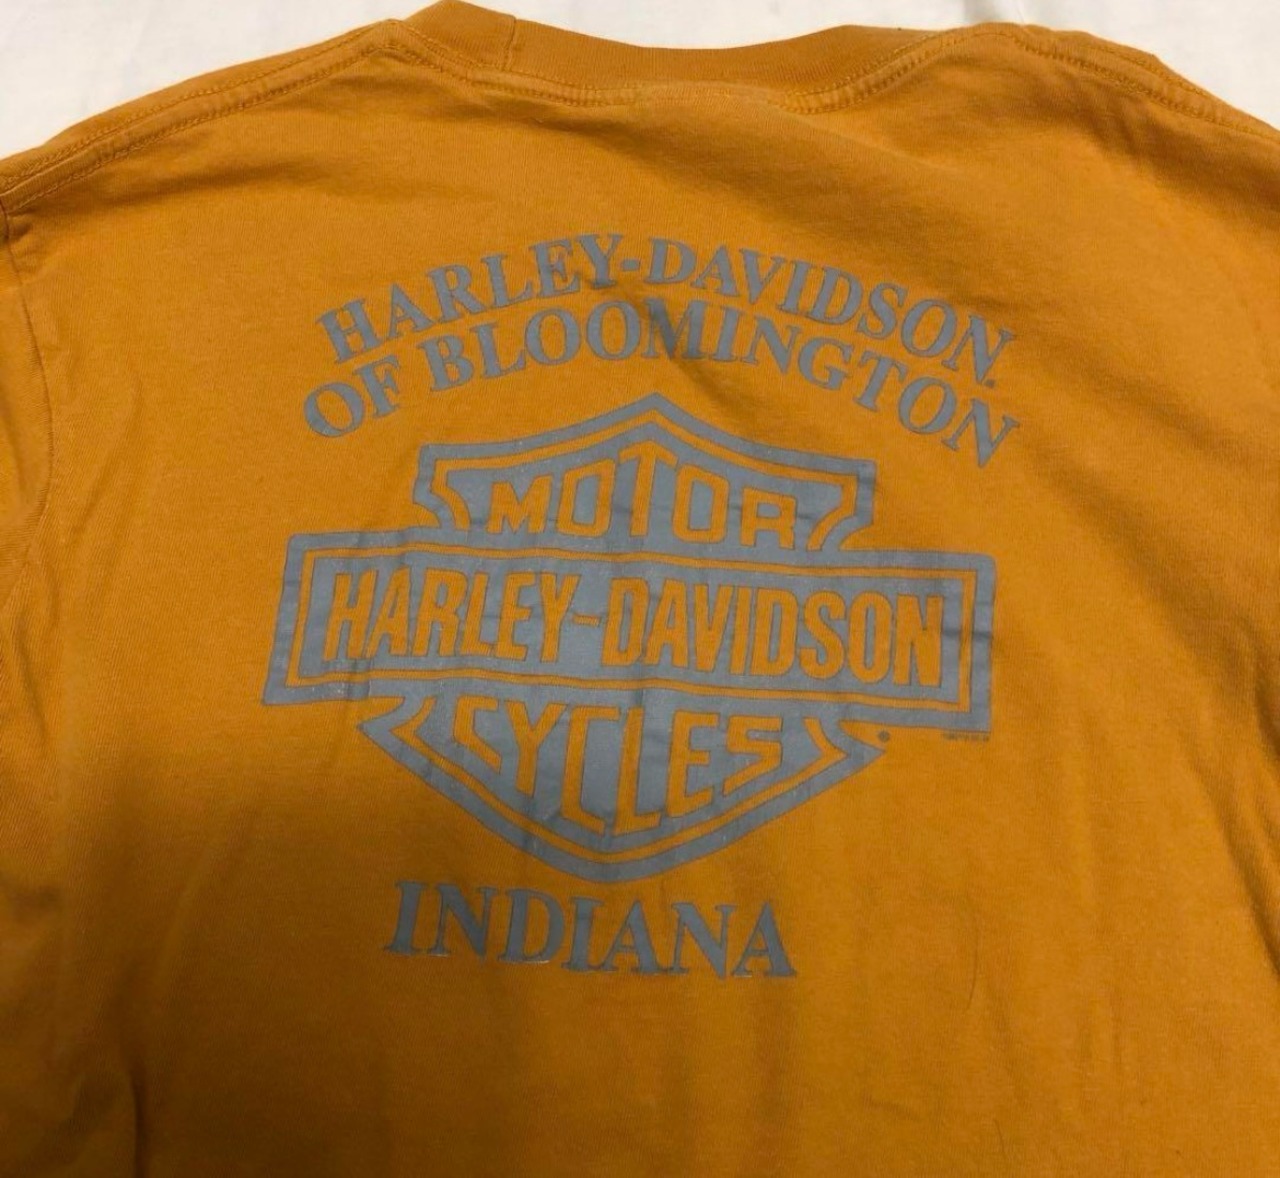 HARLEY-DAVIDSON
OF BLOOMINGTON
MOTOR
HARLEY-DAVIDSON
CYCLES
INDIANA